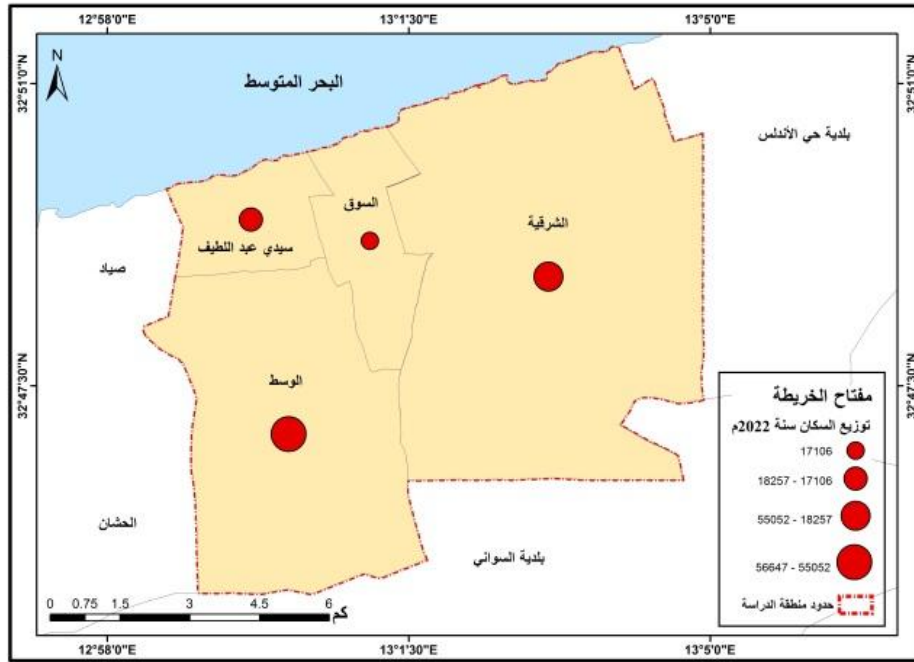 12°58'0"E
13°1'30"E
13°5'0"E
32°51'0"N
32°51'0"N
N
البحر المتوسط
بلدية حي الأندلس
السوق
الشرقية
سيدي عبد اللطيف
صياد
32°47'30"N
32°47'30"N
الوسط
مفتاح الخريطة
توزيع السكان سنة 2022م
17106
18257 - 17106
55052 - 18257
56647 - 55052
حدود منطقة الدراسة
الحشان
بلدية السواني
0 0.75 1.5 3 4.5 6
كم
12°58'0"E
13°1'30"E
13°5'0"E